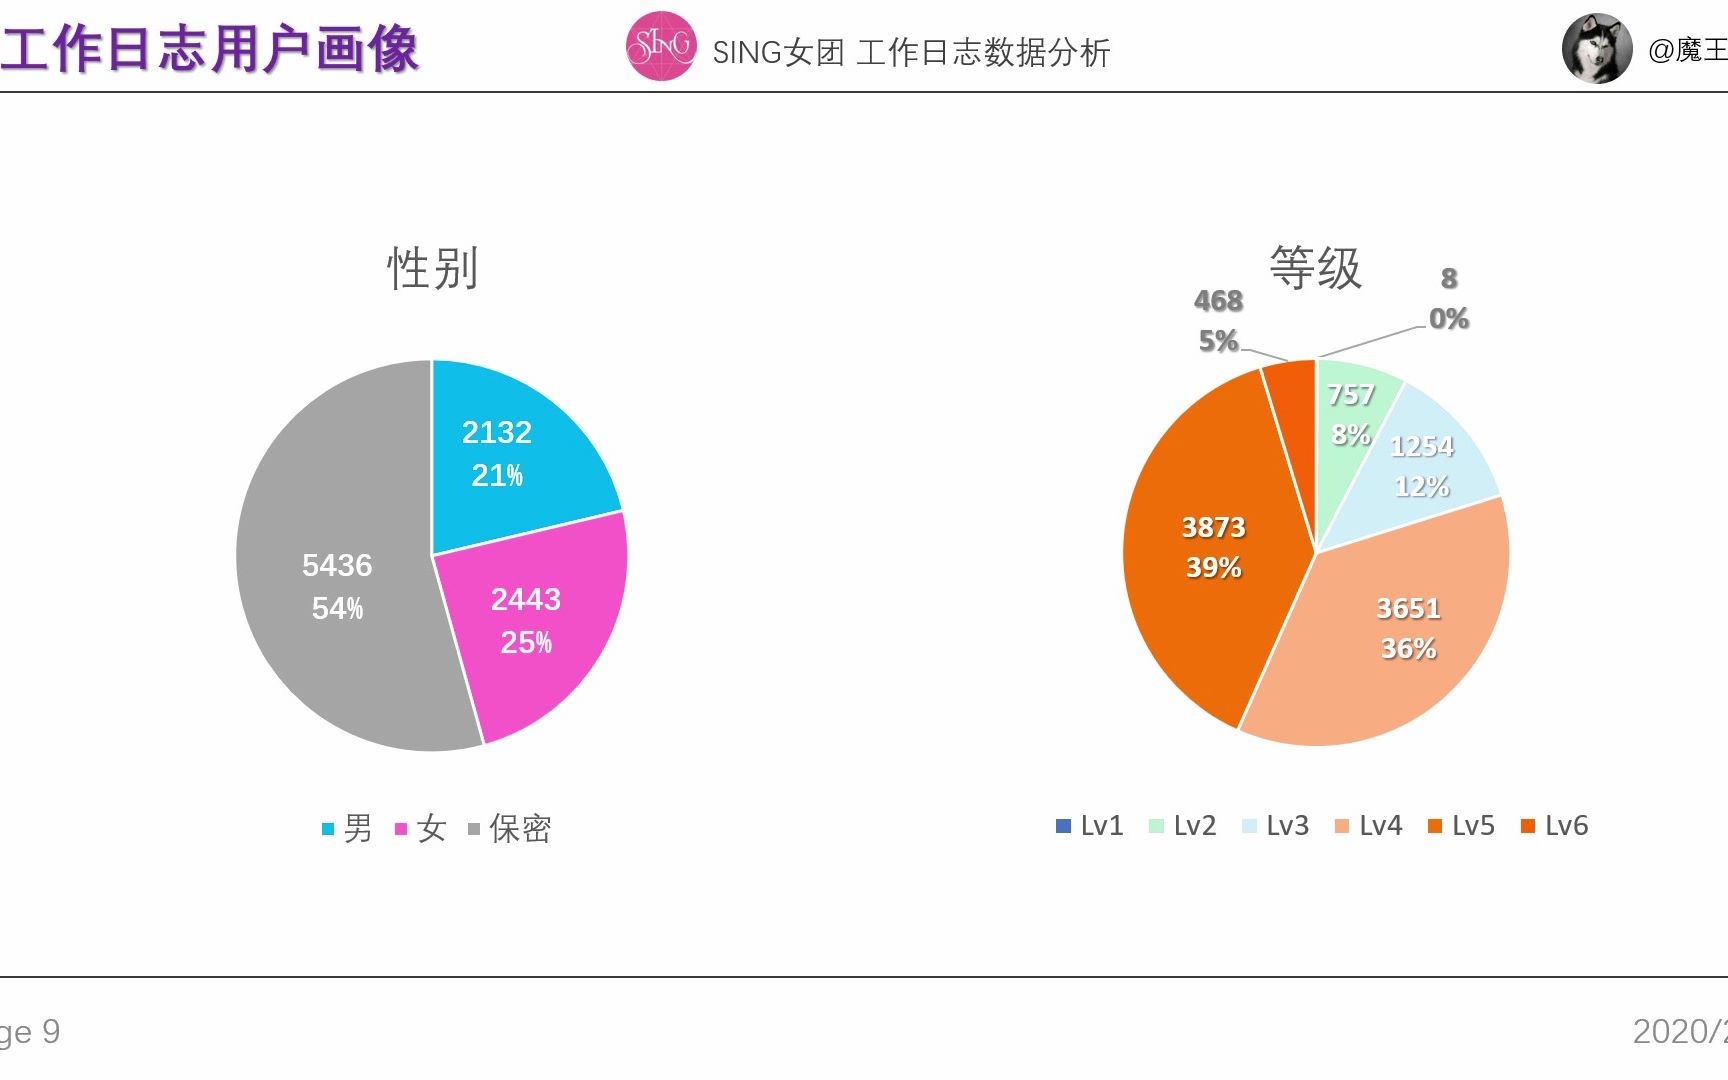 工作日志用户画像
SING
SING女团 工作日志数据分析
@魔王
性别
2132
21%
2443
25%
5436
54%
男 女 保密
等级
468
5%
8
0%
757
8%
1254
12%
3651
36%
3873
39%
Lv1 Lv2 Lv3 Lv4 Lv5 Lv6
ge 9
2020/2